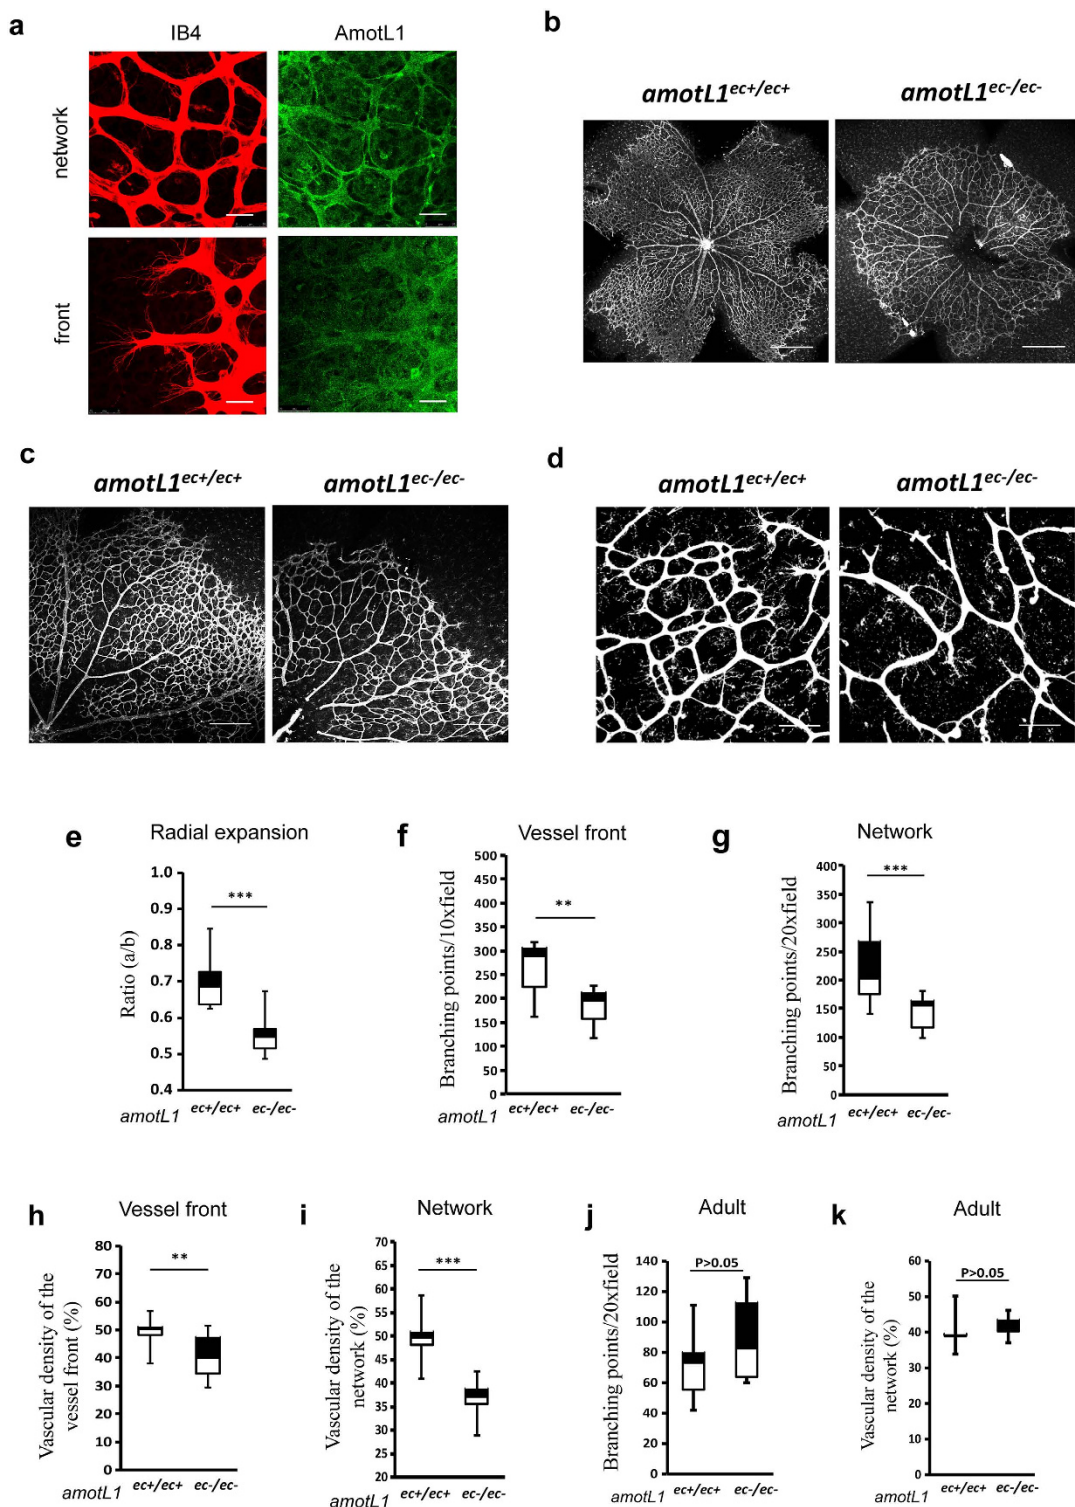 a
IB4
AmotL1
network
front
b
amotL1ec+/ec+
amotL1ec-/ec-
c
amotL1ec+/ec+
amotL1ec-/ec-
d
amotL1ec+/ec+
amotL1ec-/ec-
e
Radial expansion
Ratio (a/b)
1.0
0.9
0.8
0.7
0.6
0.5
0.4
***
amotL1
ec+/ec+
ec-/ec-
f
Vessel front
Branching points/10xfield
500
450
400
350
300
250
200
150
100
50
0
**
amotL1
ec+/ec+
ec-/ec-
g
Network
Branching points/20xfield
400
350
300
250
200
150
100
50
0
***
amotL1
ec+/ec+
ec-/ec-
h
Vessel front
Vascular density of the
vessel front (%)
80
70
60
50
40
30
20
10
0
**
amotL1
ec+/ec+
ec-/ec-
i
Network
Vascular density of the
network (%)
70
65
60
55
50
45
40
35
30
25
20
***
amotL1
ec+/ec+
ec-/ec-
j
Adult
Branching points/20xfield
140
120
100
80
60
40
20
0
P>0.05
amotL1
ec+/ec+
ec-/ec-
k
Adult
Vascular density of the
network (%)
60
50
40
30
20
10
0
P>0.05
amotL1
ec+/ec+
ec-/ec-